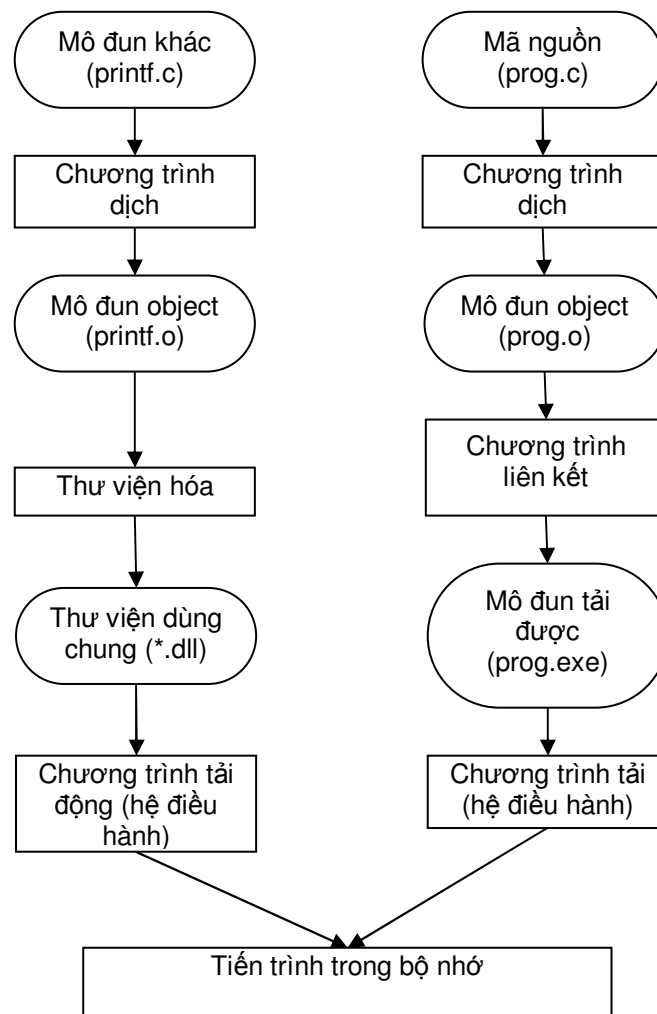 Mô đun khác
(printf.c)
Mã nguồn
(prog.c)
Chương trình
dịch
Chương trình
dịch
Mô đun object
(printf.o)
Mô đun object
(prog.o)
Thư viện hóa
Chương trình
liên kết
Thư viện dùng
chung (*.dll)
Mô đun tải
được
(prog.exe)
Chương trình tải
động (hệ điều
hành)
Chương trình tải
(hệ điều hành)
Tiến trình trong bộ nhớ